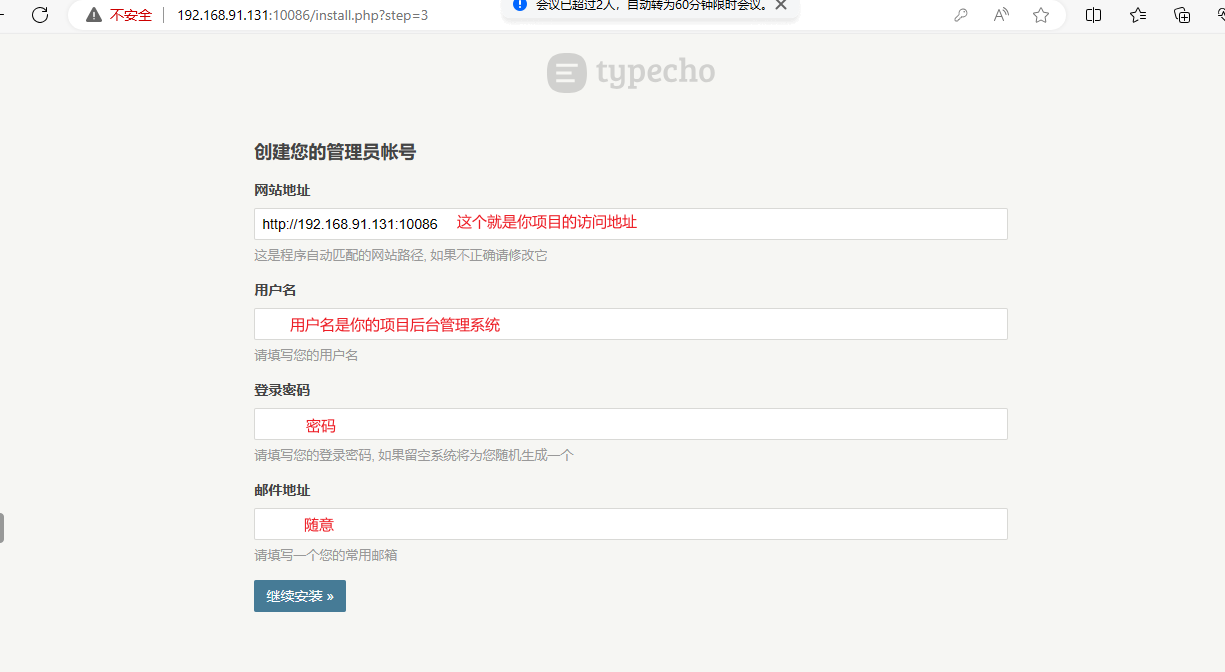 不安全 192.168.91.131:10086/install.php?step=3
会议已超过2人，自动转为60分钟限时会议。
typecho
创建您的管理员帐号
网站地址
http://192.168.91.131:10086 这个就是你项目的访问地址
这是程序自动匹配的网站路径, 如果不正确请修改它
用户名
用户名是你的项目后台管理系统
请填写您的用户名
登录密码
密码
请填写您的登录密码, 如果留空系统将为您随机生成一个
邮件地址
随意
请填写一个您的常用邮箱
继续安装 »